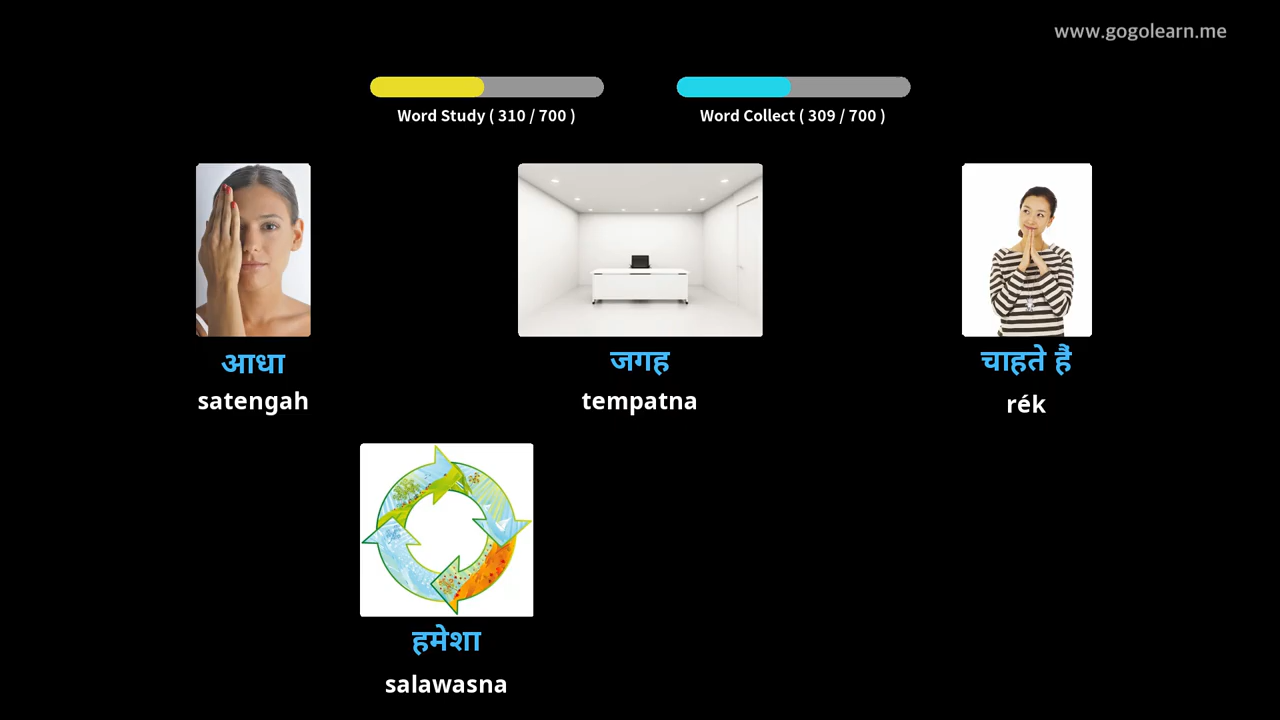 www.gogolearn.me
Word Study ( 310 / 700 )
Word Collect ( 309 / 700 )
आधा
जगह
चाहते हैं
satengah
tempatna
rék
हमेशा
salawasna